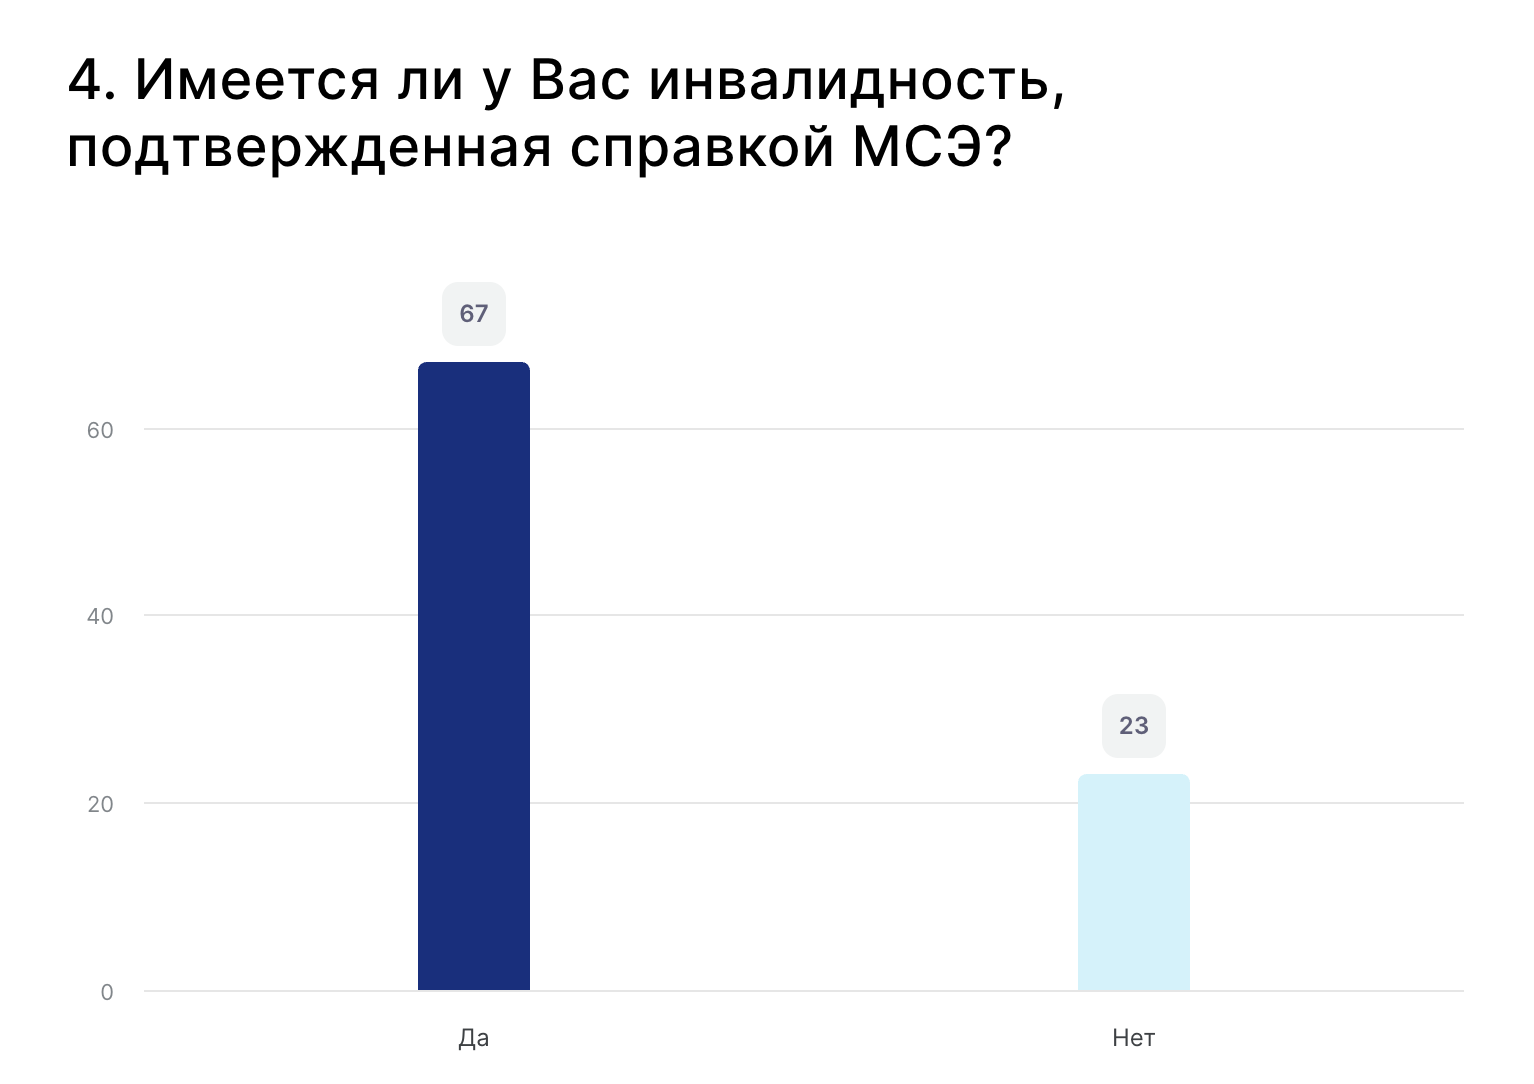 4. Имеется ли у Вас инвалидность,
подтвержденная справкой МСЭ?
67
60
40
23
20
0
Да
Нет